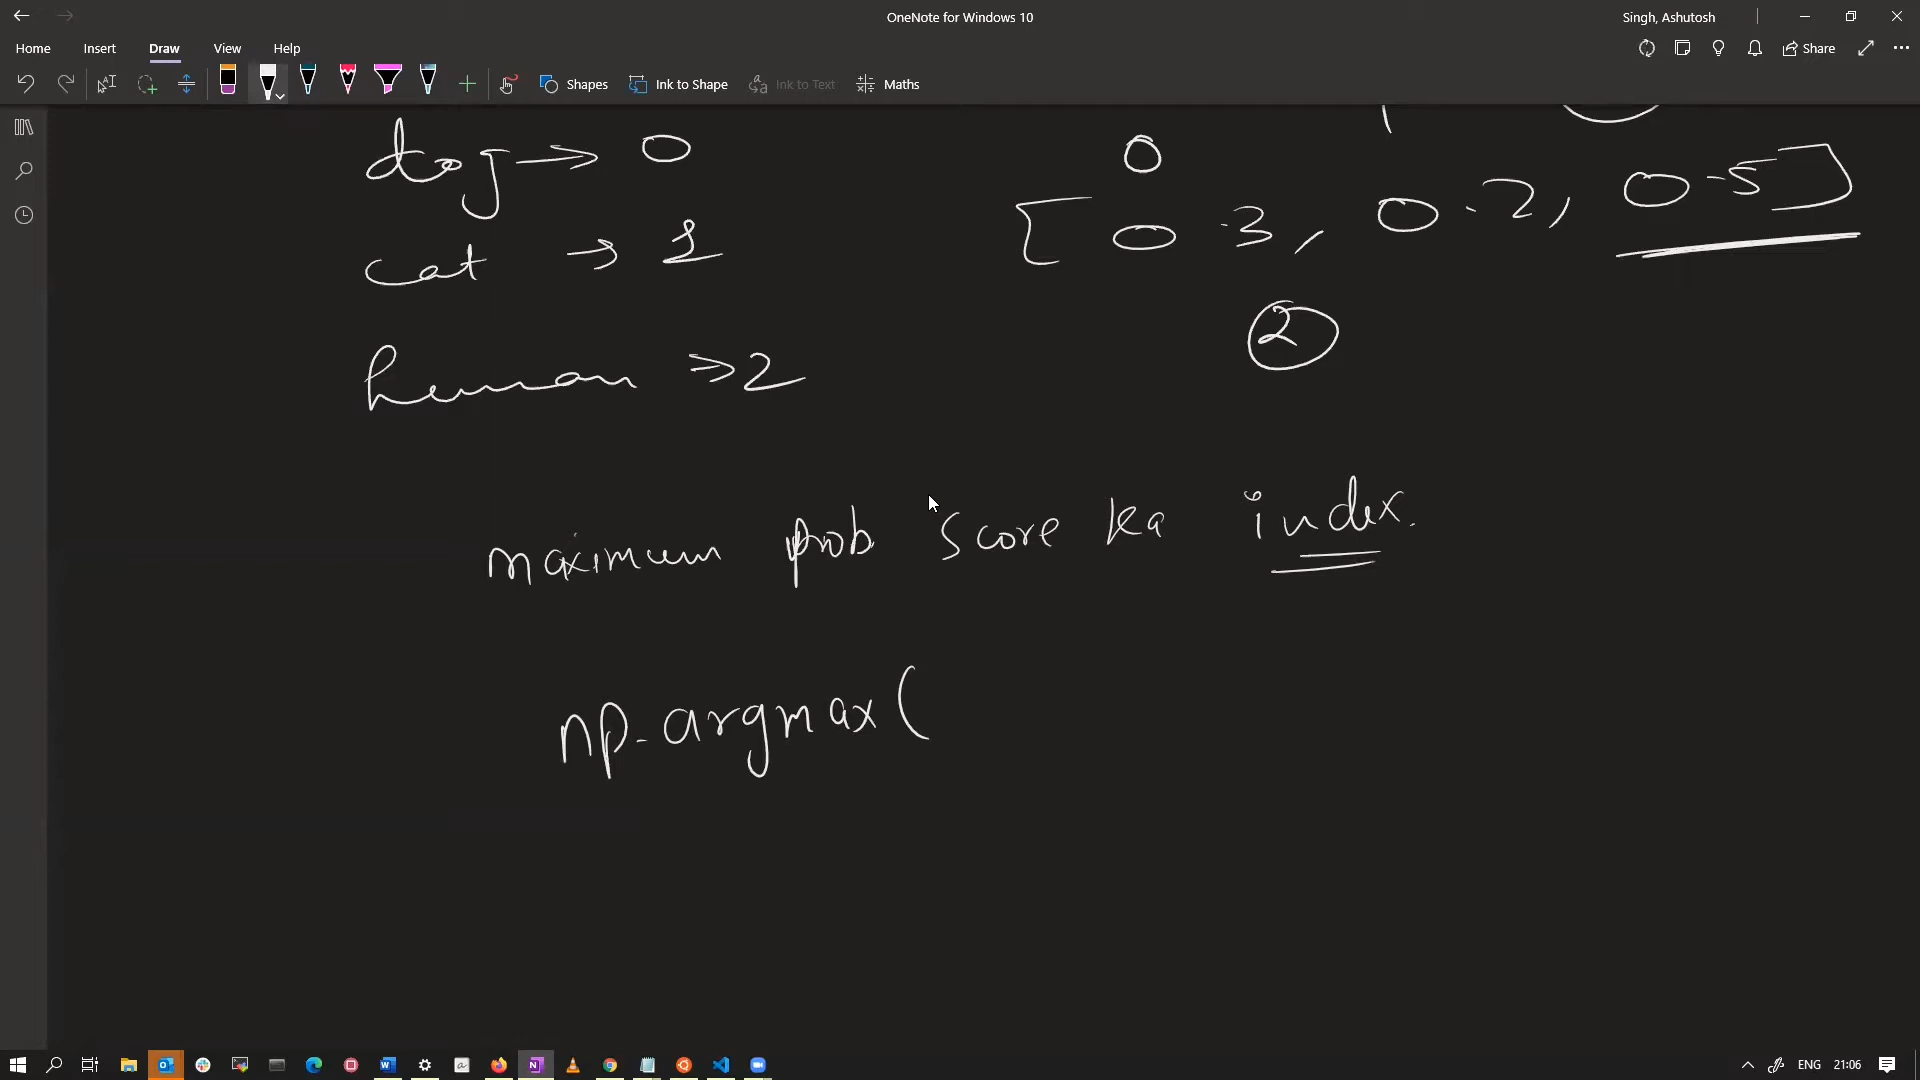 OneNote for Windows 10
Singh, Ashutosh
Home Insert Draw View Help
Share
Shapes Ink to Shape Ink to Text Maths
dog → 0
0
[0.3, 0.2, 0.5]
cat → 1
2
human → 2
maximum prob score ka index.
np.argmax(
ENG 21:06